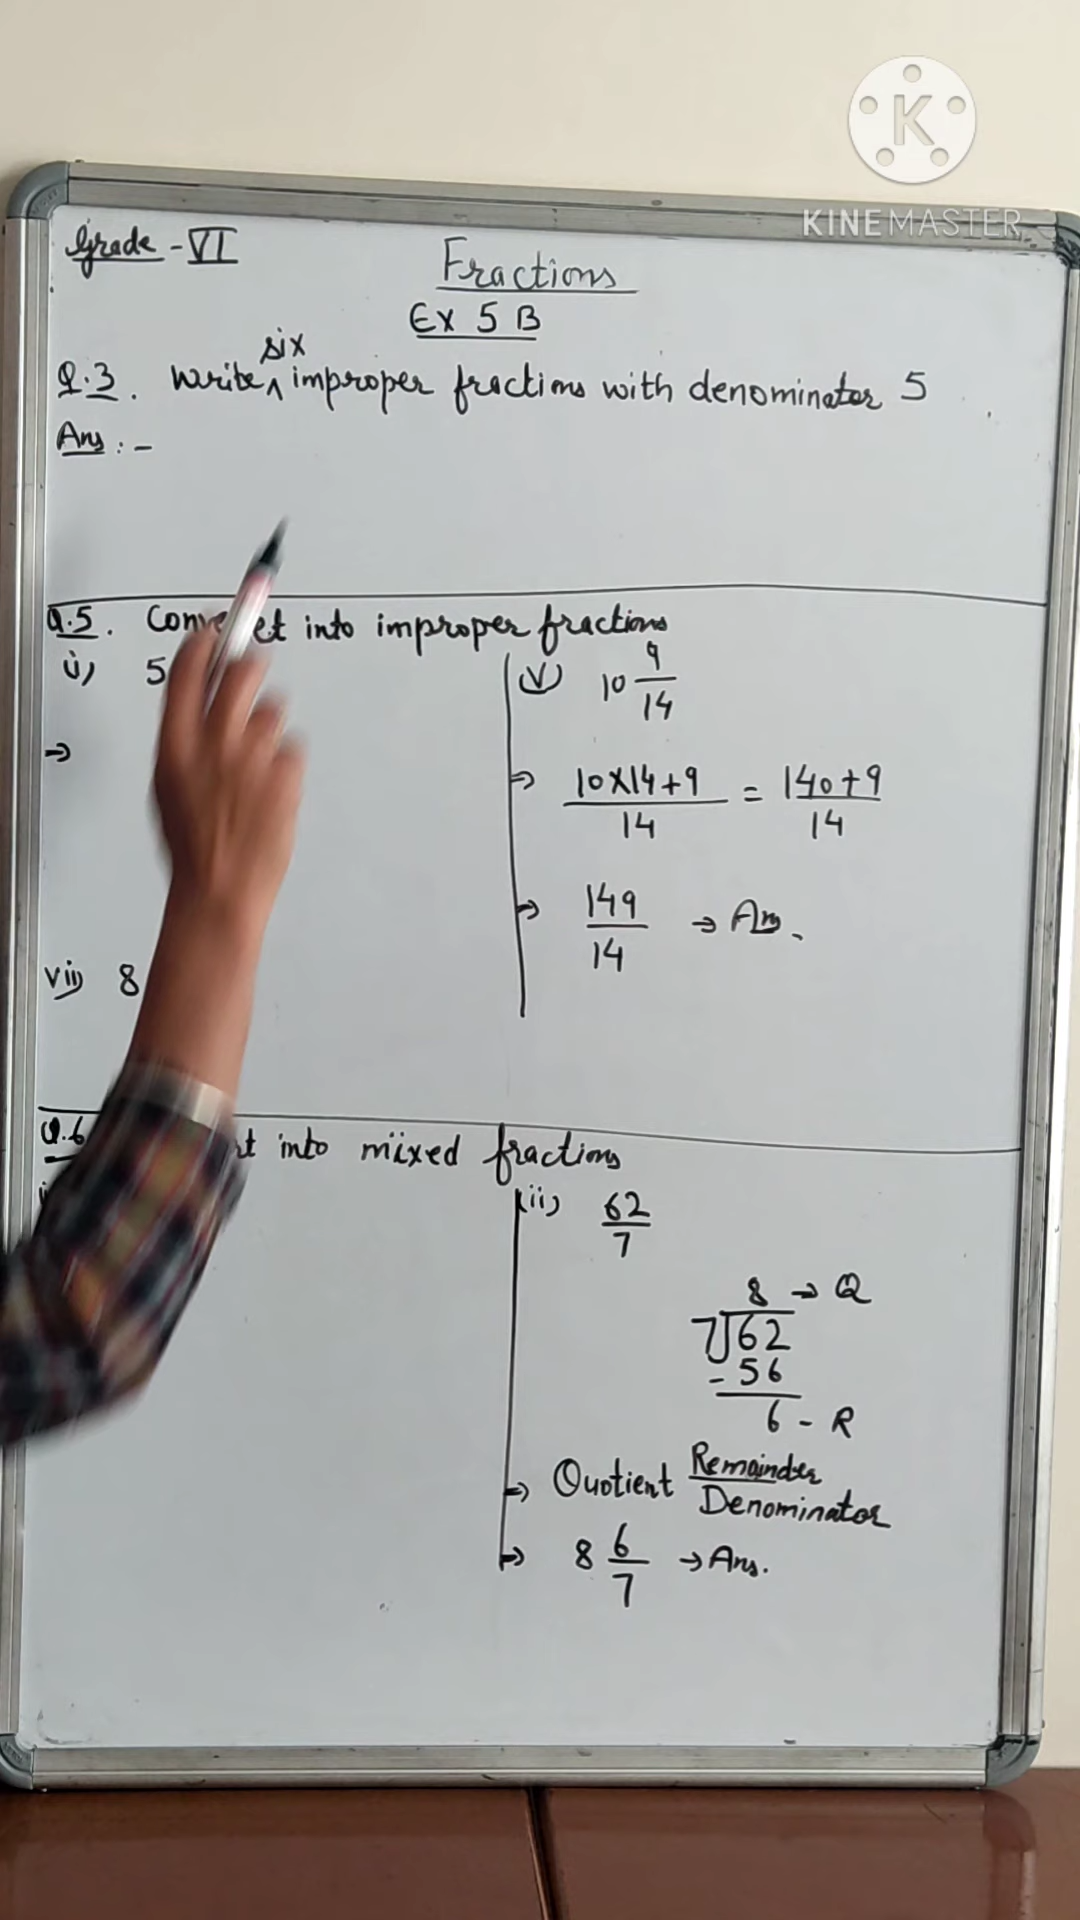 K
KINEMASTER
Grade - VI
Fractions
Ex 5 B
six
Q.3. Write ^ improper fractions with denominator 5
Ans : -
Q.5. into improper fractions
i) 5
⇒
vii) 8
(v) 10 9/14
⇒ 10×14+9/14 = 140+9/14
⇒ 149/14 → Ans.
Q.6 into mixed fractions
(ii) 62/7
8 → Q
7)62
- 56
6 - R
⇒ Quotient Remainder/Denominator
⇒ 8 6/7 → Ans.